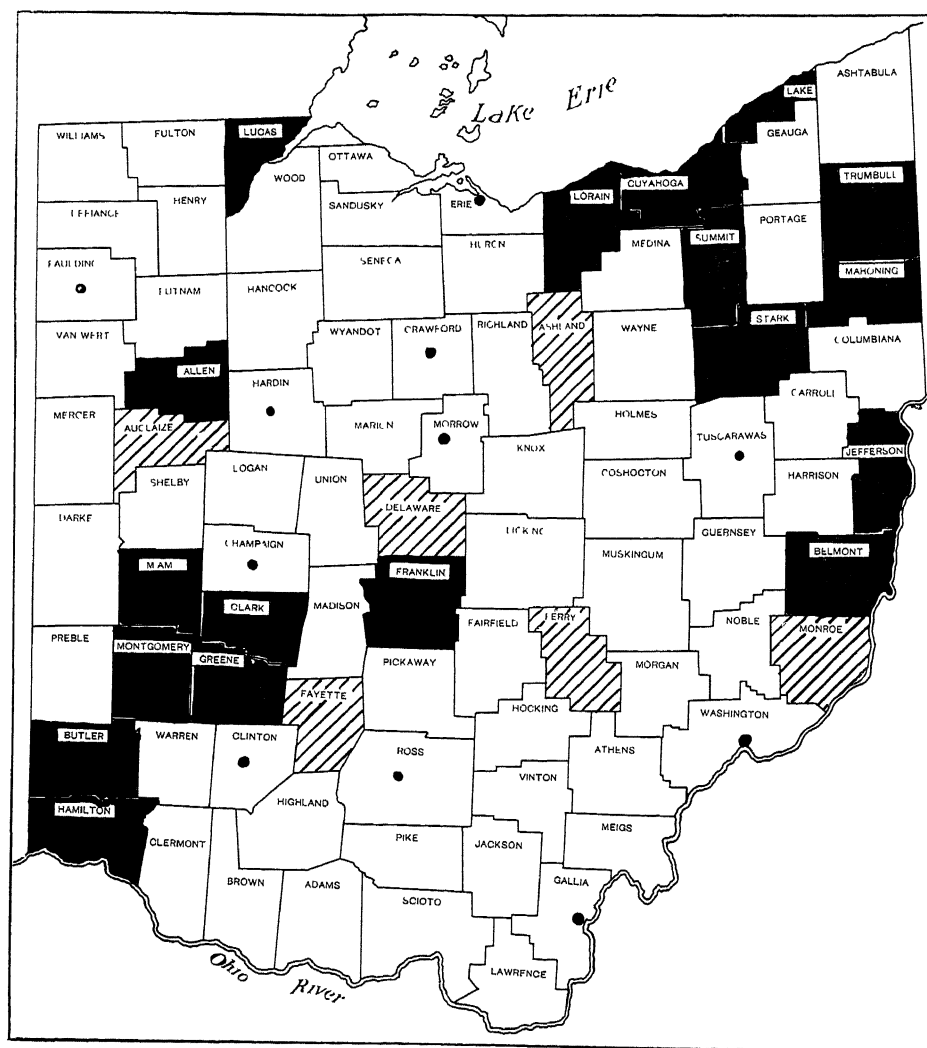 Lake Erie
ASHTABULA
LAKE
GEAUGA
WILLIAMS
FULTON
LUCAS
OTTAWA
WOOD
CUYAHOGA
LORAIN
TRUMBULL
HENRY
SANDUSKY
ERIE
PORTAGE
SUMMIT
MEDINA
SENECA
MAHONING
HANCOCK
STARK
WYANDOT
CRAWFORD
RICHLAND
ASHLAND
WAYNE
VAN WERT
COLUMBIANA
ALLEN
HARDIN
CARROLL
MERCER
HOLMES
MORROW
TUSCARAWAS
KNOX
JEFFERSON
LOGAN
UNION
COSHOCTON
HARRISON
SHELBY
DELAWARE
DARKE
GUERNSEY
CHAMPAIGN
MUSKINGUM
BELMONT
FRANKLIN
CLARK
MADISON
FAIRFIELD
NOBLE
MONROE
PREBLE
MONTGOMERY
GREENE
PICKAWAY
MORGAN
FAYETTE
HOCKING
WASHINGTON
BUTLER
WARREN
CLINTON
ROSS
ATHENS
VINTON
HAMILTON
HIGHLAND
MEIGS
CLERMONT
PIKE
JACKSON
BROWN
ADAMS
GALLIA
SCIOTO
LAWRENCE
Ohio River